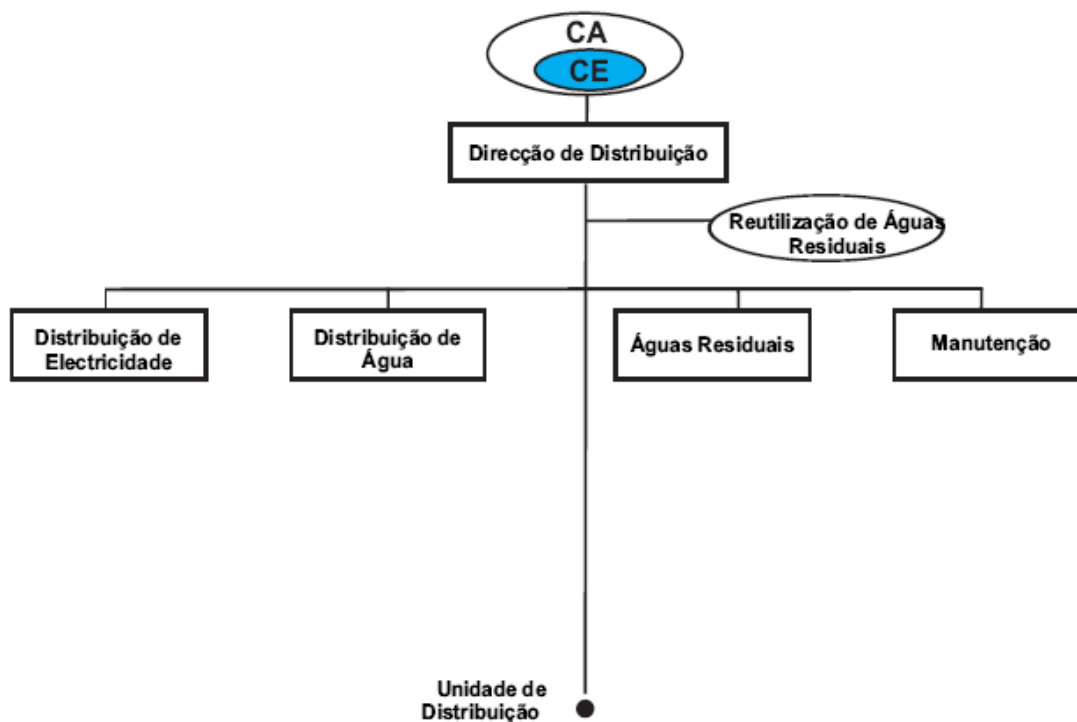 CA
CE
Direcção de Distribuição
Reutilização de Águas
Residuais
Distribuição de
Electricidade
Distribuição de
Água
Águas Residuais
Manutenção
Unidade de
Distribuição